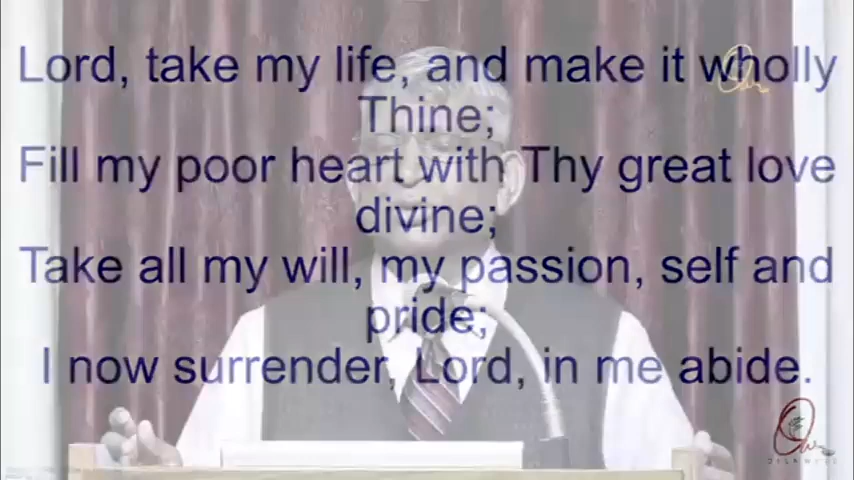 Lord, take my life, and make it wholly
Thine;
Fill my poor heart with Thy great love
divine;
Take all my will, my passion, self and
pride;
I now surrender, Lord, in me abide.